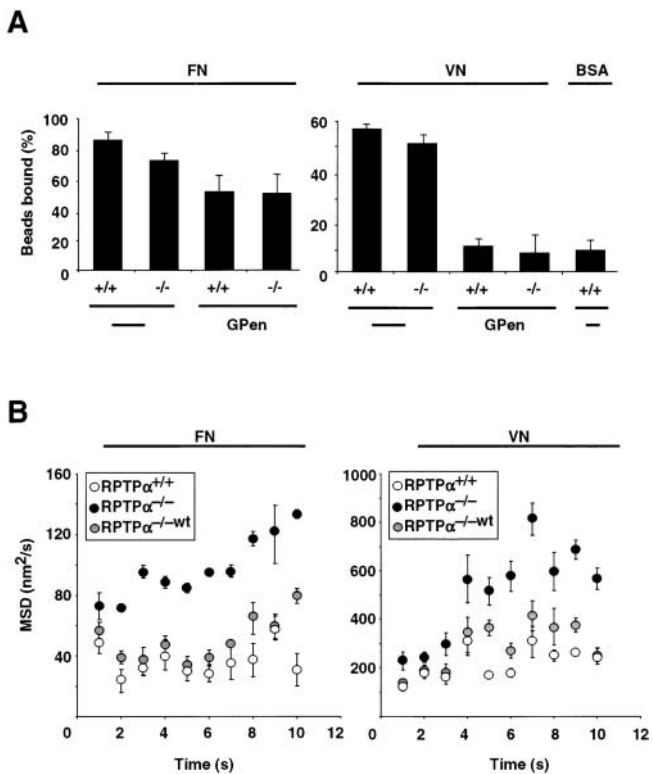 A
FN
VN
BSA
Beads bound (%)
100
80
60
40
20
0
60
40
20
0
+/+
-/-
+/+
-/-
+/+
-/-
+/+
-/-
+/+
GPen
GPen
B
FN
VN
MSD (nm²/s)
160
120
80
40
0
RPTPα+/+
RPTPα−/−
RPTPα−/−wt
1000
800
600
400
200
0
RPTPα+/+
RPTPα−/−
RPTPα−/−wt
2
4
6
8
10
12
0
2
4
6
8
10
12
Time (s)
Time (s)